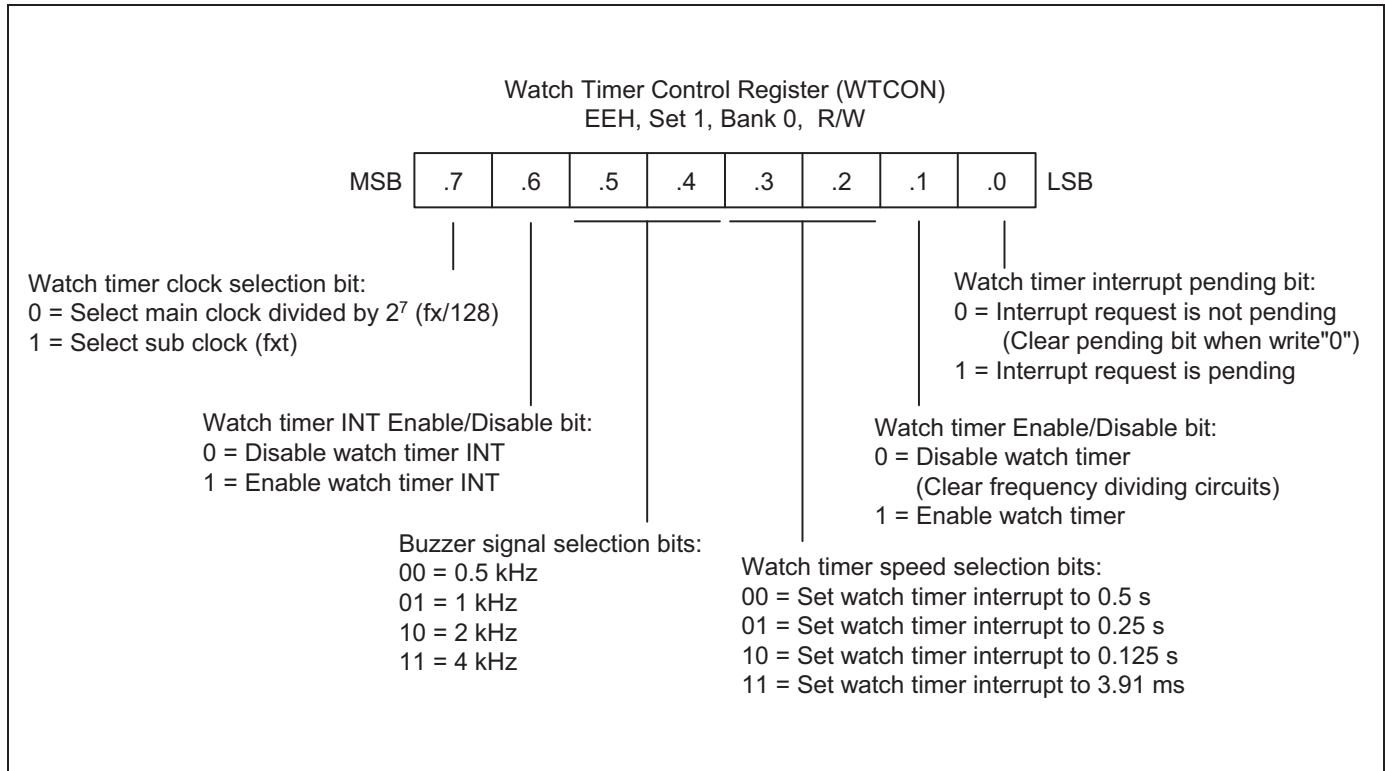 Watch Timer Control Register (WTCON)
EEH, Set 1, Bank 0,  R/W
MSB .7 .6 .5 .4 .3 .2 .1 .0 LSB
Watch timer clock selection bit:
0 = Select main clock divided by 2⁷ (fx/128)
1 = Select sub clock (fxt)
Watch timer interrupt pending bit:
0 = Interrupt request is not pending
(Clear pending bit when write"0")
1 = Interrupt request is pending
Watch timer INT Enable/Disable bit:
0 = Disable watch timer INT
1 = Enable watch timer INT
Watch timer Enable/Disable bit:
0 = Disable watch timer
(Clear frequency dividing circuits)
1 = Enable watch timer
Buzzer signal selection bits:
00 = 0.5 kHz
01 = 1 kHz
10 = 2 kHz
11 = 4 kHz
Watch timer speed selection bits:
00 = Set watch timer interrupt to 0.5 s
01 = Set watch timer interrupt to 0.25 s
10 = Set watch timer interrupt to 0.125 s
11 = Set watch timer interrupt to 3.91 ms